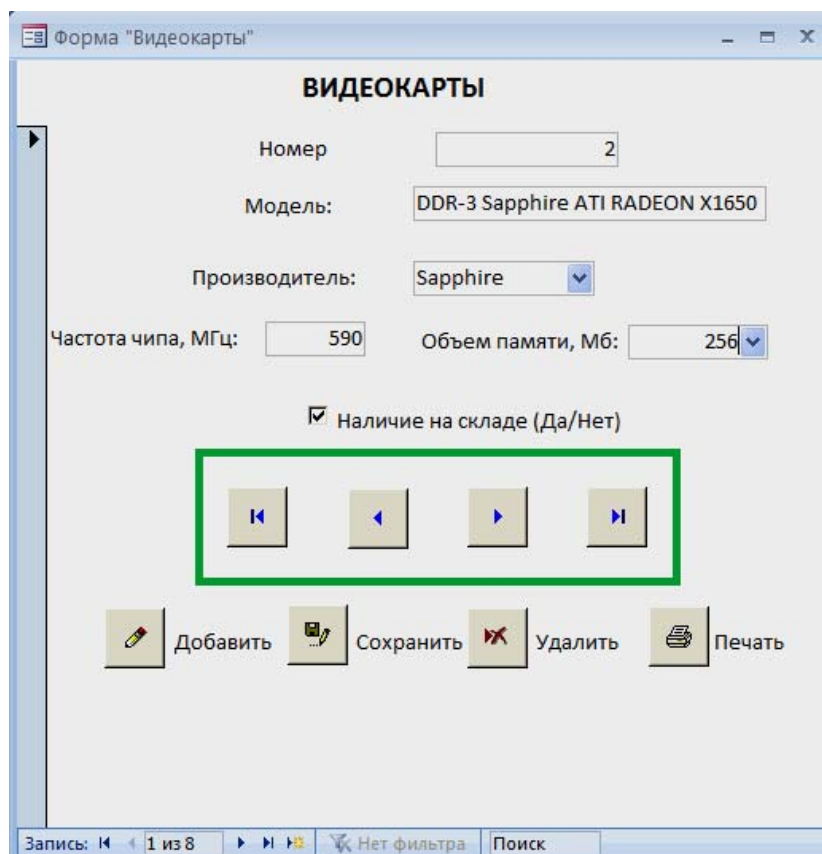 Форма "Видеокарты"
ВИДЕОКАРТЫ
Номер 2
Модель: DDR-3 Sapphire ATI RADEON X1650
Производитель: Sapphire
Частота чипа, МГц: 590 Объем памяти, Мб: 256
Наличие на складе (Да/Нет)
Добавить Сохранить Удалить Печать
Запись: 1 из 8 Нет фильтра Поиск